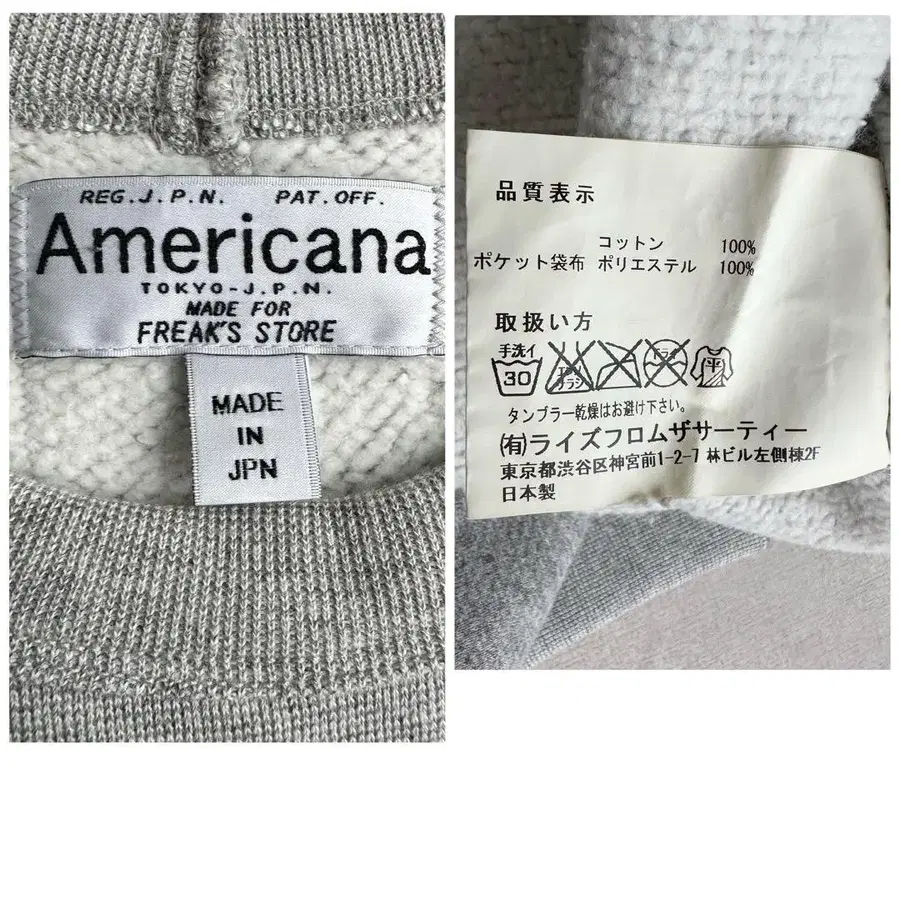 REG. J. P. N. PAT. OFF.
Americana
TOKYO-J.P.N.
MADE FOR
FREAK'S STORE
MADE
IN
JPN
品質表示
コットン 100%
ポケット袋布 ポリエステル 100%
取扱い方
手洗イ
30
平
タンブラー乾燥はお避け下さい。
(有)ライズフロムザサーティー
東京都渋谷区神宮前1-2-7 林ビル左側棟2F
日本製